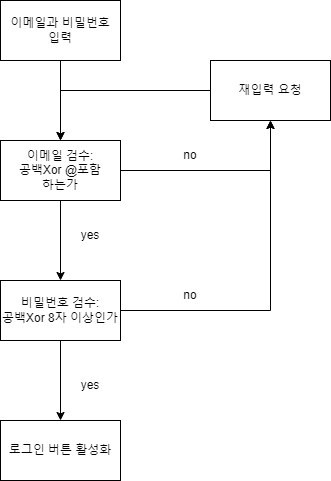 이메일과 비밀번호
입력
재입력 요청
이메일 검수:
공백Xor @포함
하는가
no
yes
비밀번호 검수:
공백Xor 8자 이상인가
no
yes
로그인 버튼 활성화